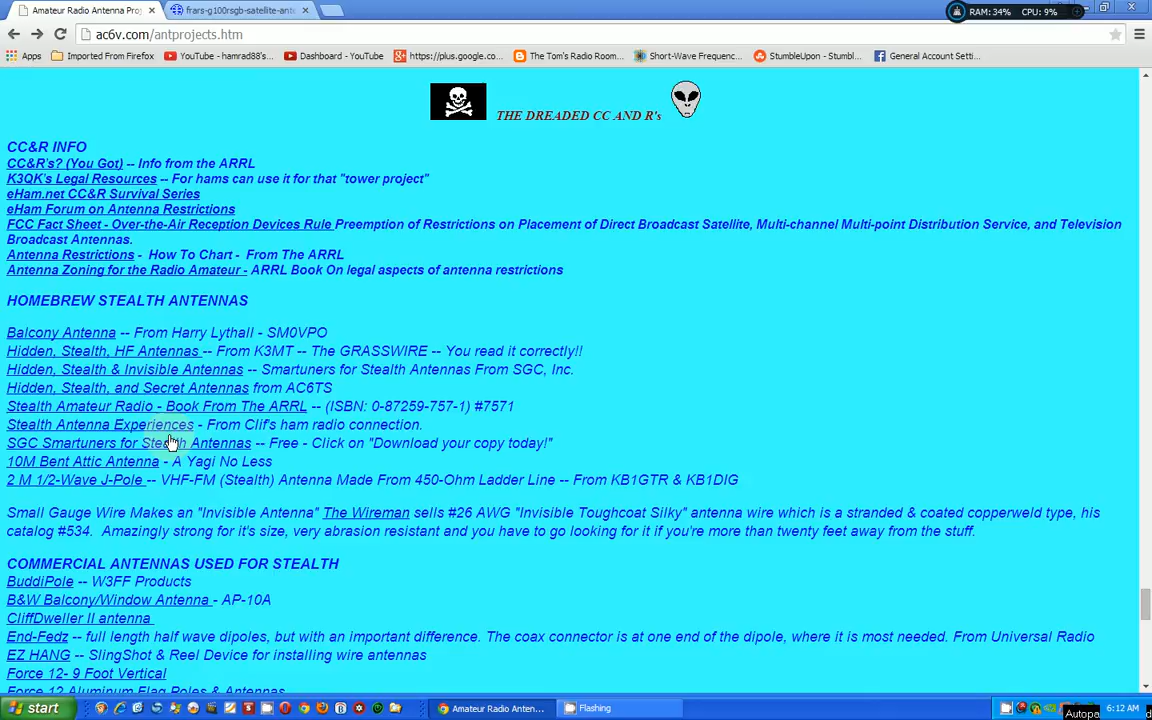 Amateur Radio Antenna Pro
frars-g100rsgb-satellite-ante
RAM: 34% CPU: 9%
ac6v.com/antprojects.htm
Apps
Imported From Firefox
YouTube - hamrad88's...
Dashboard - YouTube
https://plus.google.co...
The Tom's Radio Room...
Short-Wave Frequenc...
StumbleUpon - Stumbl...
General Account Setti...
THE DREADED CC AND R's
CC&R INFO
CC&R's? (You Got) -- Info from the ARRL
K3QK's Legal Resources -- For hams can use it for that "tower project"
eHam.net CC&R Survival Series
eHam Forum on Antenna Restrictions
FCC Fact Sheet - Over-the-Air Reception Devices Rule Preemption of Restrictions on Placement of Direct Broadcast Satellite, Multi-channel Multi-point Distribution Service, and Television
Broadcast Antennas.
Antenna Restrictions - How To Chart - From The ARRL
Antenna Zoning for the Radio Amateur - ARRL Book On legal aspects of antenna restrictions
HOMEBREW STEALTH ANTENNAS
Balcony Antenna -- From Harry Lythall - SM0VPO
Hidden, Stealth, HF Antennas -- From K3MT -- The GRASSWIRE -- You read it correctly!!
Hidden, Stealth & Invisible Antennas -- Smartuners for Stealth Antennas From SGC, Inc.
Hidden, Stealth, and Secret Antennas from AC6TS
Stealth Amateur Radio - Book From The ARRL -- (ISBN: 0-87259-757-1) #7571
Stealth Antenna Experiences - From Clif's ham radio connection.
SGC Smartuners for Stealth Antennas -- Free - Click on "Download your copy today!"
10M Bent Attic Antenna - A Yagi No Less
2 M 1/2-Wave J-Pole -- VHF-FM (Stealth) Antenna Made From 450-Ohm Ladder Line -- From KB1GTR & KB1DIG
Small Gauge Wire Makes an "Invisible Antenna" The Wireman sells #26 AWG "Invisible Toughcoat Silky" antenna wire which is a stranded & coated copperweld type, his
catalog #534. Amazingly strong for it's size, very abrasion resistant and you have to go looking for it if you're more than twenty feet away from the stuff.
COMMERCIAL ANTENNAS USED FOR STEALTH
BuddiPole -- W3FF Products
B&W Balcony/Window Antenna - AP-10A
CliffDweller II antenna
End-Fedz -- full length half wave dipoles, but with an important difference. The coax connector is at one end of the dipole, where it is most needed. From Universal Radio
EZ HANG -- SlingShot & Reel Device for installing wire antennas
Force 12- 9 Foot Vertical
Force 12 Aluminum Flag Poles & Antennas
start
Amateur Radio Anten...
Flashing
6:12 AM
Autopa